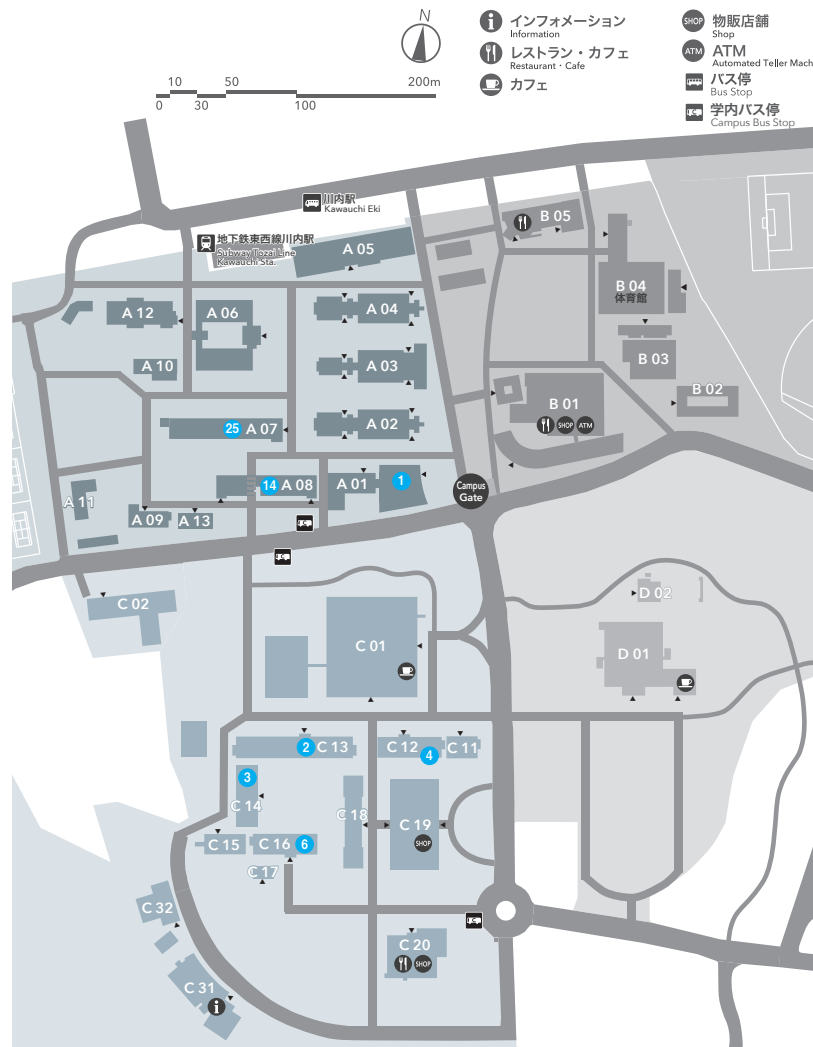 N
インフォメーション
Information
レストラン・カフェ
Restaurant・Cafe
カフェ
SHOP
物販店舗
Shop
ATM
ATM
Automated Teller Mach
バス停
Bus Stop
学内バス停
Campus Bus Stop
10 50 200m
0 30 100
川内駅
Kawauchi Eki
地下鉄東西線川内駅
Subway Tozai Line
Kawauchi Sta.
A 05
B 05
B 04
体育館
A 12
A 06
A 04
A 10
A 03
B 03
B 02
B 01
SHOP
ATM
25
A 07
A 02
14
A 08
A 01
1
Campus
Gate
A 11
A 09
A 13
C 02
D 02
C 01
D 01
2
C 13
C 12
4
C 11
3
C 14
C 18
C 19
SHOP
C 15
C 16
6
C 17
C 32
C 20
SHOP
C 31